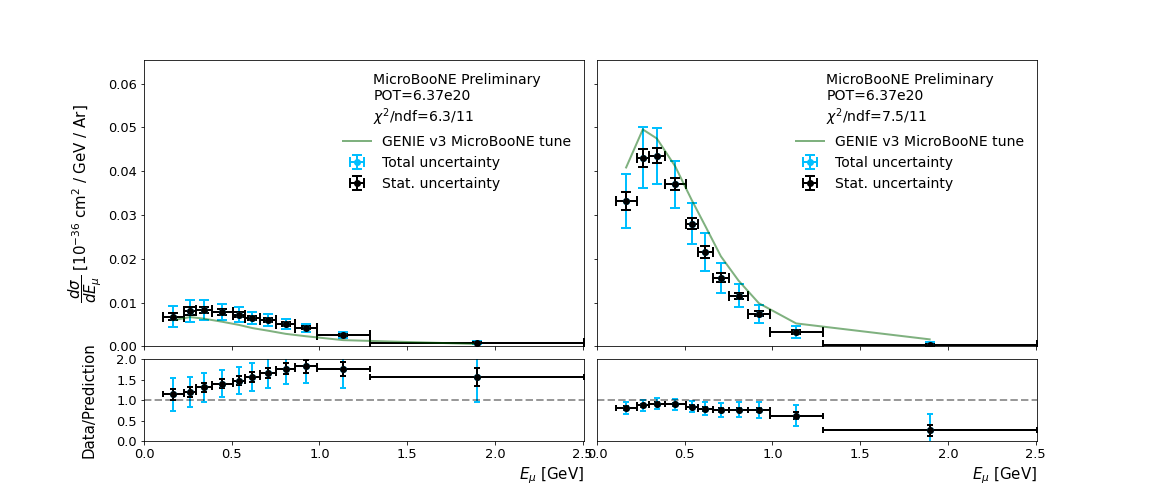 MicroBooNE Preliminary
POT=6.37e20
χ²/ndf=6.3/11
GENIE v3 MicroBooNE tune
Total uncertainty
Stat. uncertainty
MicroBooNE Preliminary
POT=6.37e20
χ²/ndf=7.5/11
GENIE v3 MicroBooNE tune
Total uncertainty
Stat. uncertainty
dσ/dE_μ [10⁻³⁶ cm² / GeV / Ar]
0.06
0.05
0.04
0.03
0.02
0.01
0.00
Data/Prediction
2.0
1.5
1.0
0.5
0.0
0.0 0.5 1.0 1.5 2.0 2.5
0.0 0.5 1.0 1.5 2.0 2.5
E_μ [GeV]
E_μ [GeV]